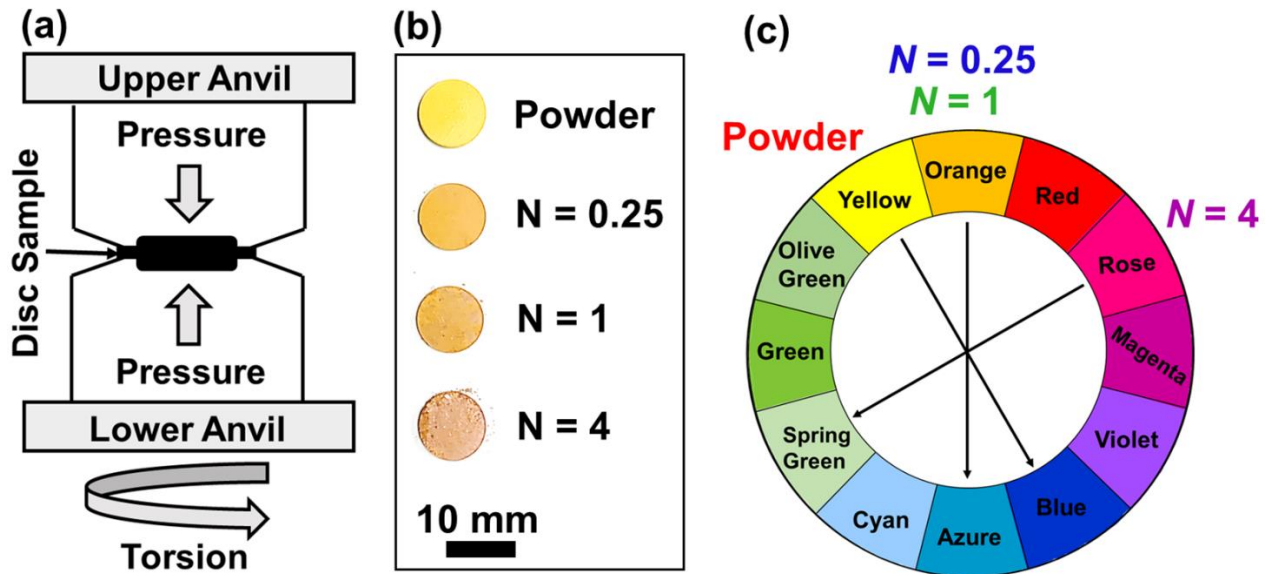 (a)
Upper Anvil
Pressure
Disc Sample
Pressure
Lower Anvil
Torsion
(b)
Powder
N = 0.25
N = 1
N = 4
10 mm
(c)
N = 0.25
N = 1
Powder
N = 4
Orange
Red
Rose
Magenta
Violet
Blue
Azure
Cyan
Spring
Green
Green
Olive
Green
Yellow